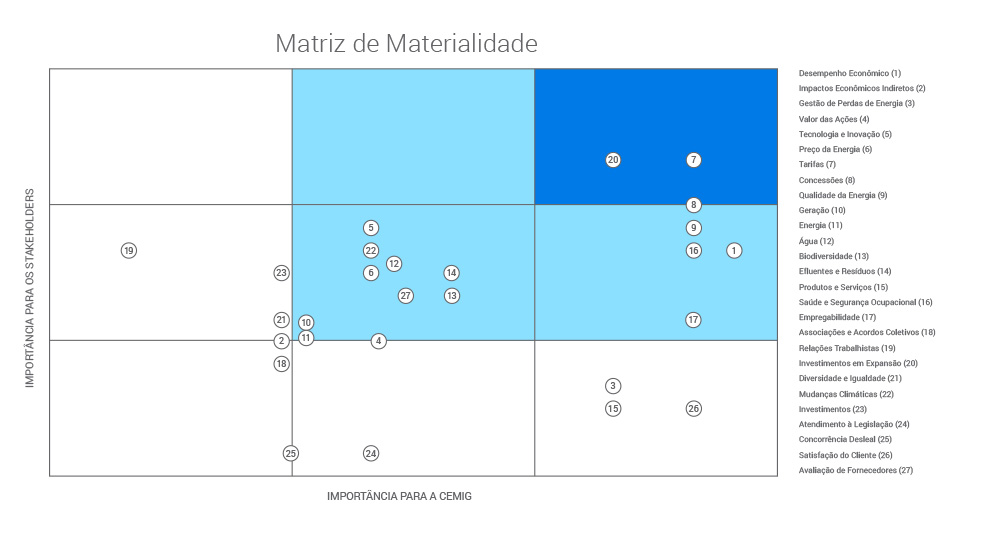 Matriz de Materialidade
IMPORTÂNCIA PARA OS STAKEHOLDERS
20 7
8
5 9
19 22 16 1
12
23 6 14
27 13
21 10 17
11
2 4
18
3
15 26
25 24
IMPORTÂNCIA PARA A CEMIG
Desempenho Econômico (1)
Impactos Econômicos Indiretos (2)
Gestão de Perdas de Energia (3)
Valor das Ações (4)
Tecnologia e Inovação (5)
Preço da Energia (6)
Tarifas (7)
Concessões (8)
Qualidade da Energia (9)
Geração (10)
Energia (11)
Água (12)
Biodiversidade (13)
Efluentes e Resíduos (14)
Produtos e Serviços (15)
Saúde e Segurança Ocupacional (16)
Empregabilidade (17)
Associações e Acordos Coletivos (18)
Relações Trabalhistas (19)
Investimentos em Expansão (20)
Diversidade e Igualdade (21)
Mudanças Climáticas (22)
Investimentos (23)
Atendimento à Legislação (24)
Concorrência Desleal (25)
Satisfação do Cliente (26)
Avaliação de Fornecedores (27)